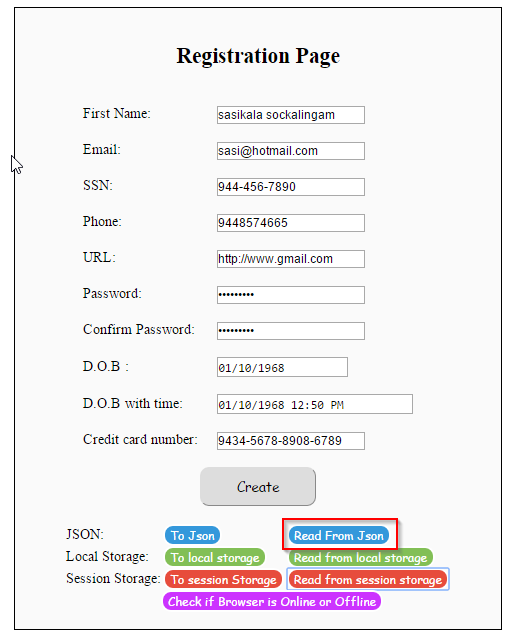 Registration Page
First Name: sasikala sockalingam
Email: sasi@hotmail.com
SSN: 944-456-7890
Phone: 9448574665
URL: http://www.gmail.com
Password: •••••••••
Confirm Password: •••••••••
D.O.B : 01/10/1968
D.O.B with time: 01/10/1968 12:50 PM
Credit card number: 9434-5678-8908-6789
Create
JSON: To Json Read From Json
Local Storage: To local storage Read from local storage
Session Storage: To session Storage Read from session storage
Check if Browser is Online or Offline